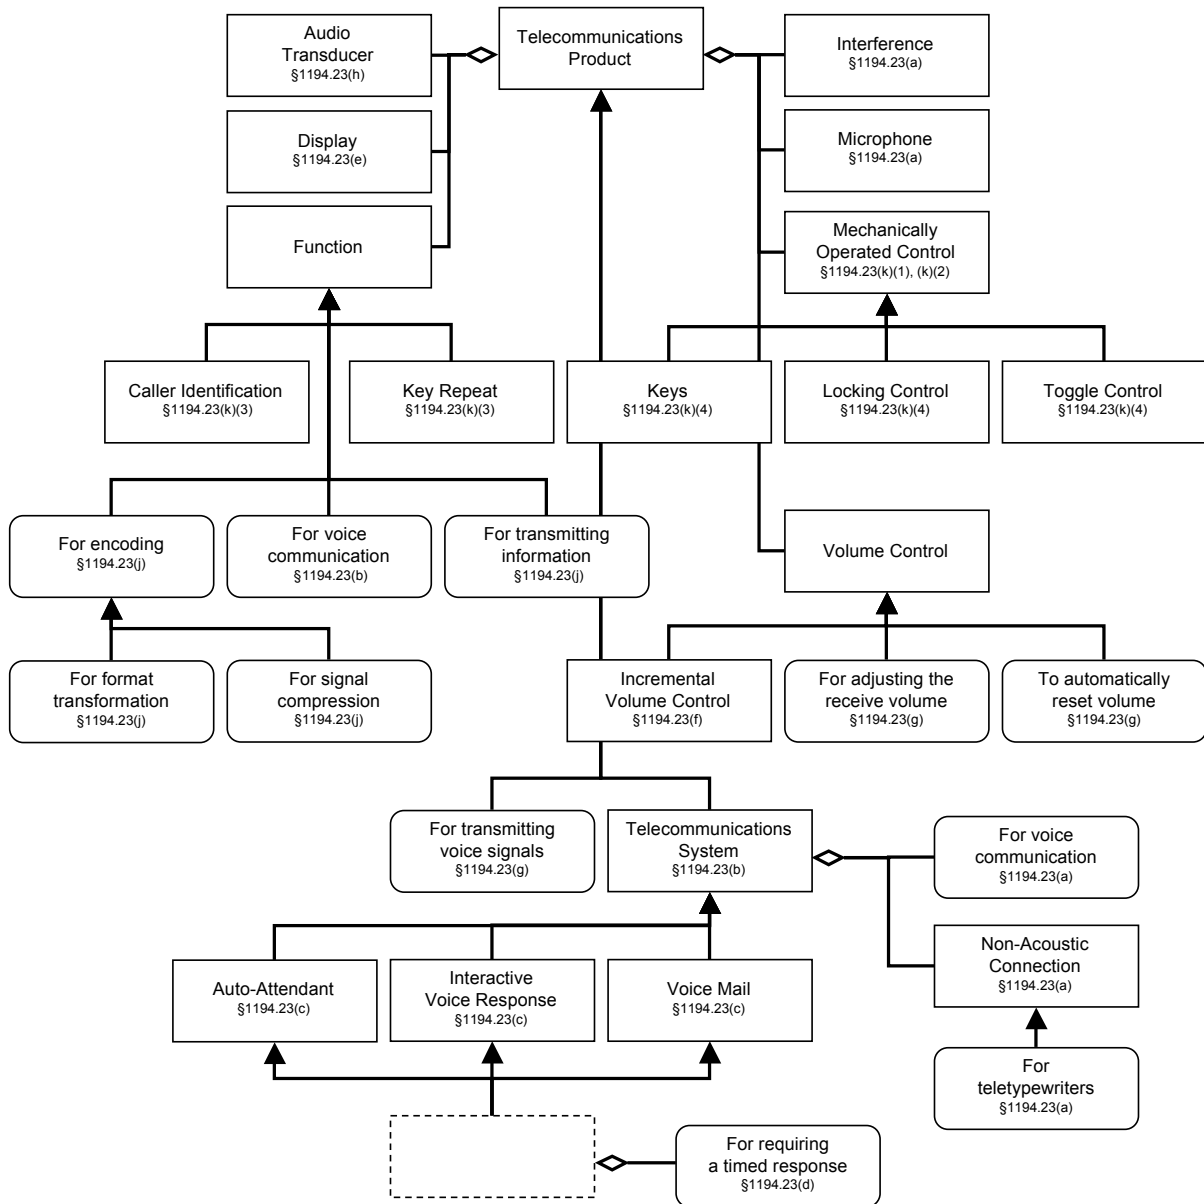 Audio
Transducer
§1194.23(h)
Telecommunications
Product
Interference
§1194.23(a)
Display
§1194.23(e)
Microphone
§1194.23(a)
Function
Mechanically
Operated Control
§1194.23(k)(1), (k)(2)
Caller Identification
§1194.23(k)(3)
Key Repeat
§1194.23(k)(3)
Keys
§1194.23(k)(4)
Locking Control
§1194.23(k)(4)
Toggle Control
§1194.23(k)(4)
For encoding
§1194.23(j)
For voice
communication
§1194.23(b)
For transmitting
information
§1194.23(j)
Volume Control
For format
transformation
§1194.23(j)
For signal
compression
§1194.23(j)
Incremental
Volume Control
§1194.23(f)
For adjusting the
receive volume
§1194.23(g)
To automatically
reset volume
§1194.23(g)
For transmitting
voice signals
§1194.23(g)
Telecommunications
System
§1194.23(b)
For voice
communication
§1194.23(a)
Auto-Attendant
§1194.23(c)
Interactive
Voice Response
§1194.23(c)
Voice Mail
§1194.23(c)
Non-Acoustic
Connection
§1194.23(a)
For
teletypewriters
§1194.23(a)
For requiring
a timed response
§1194.23(d)